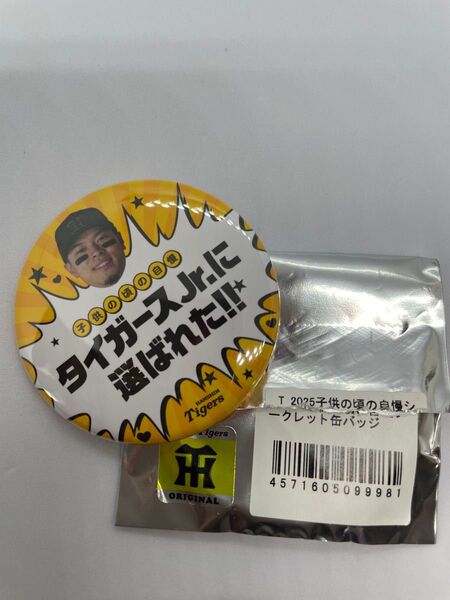 子供の頃の自慢
タイガースJr.に
選ばれた!!
HANSHIN
Tigers
T 2025子供の頃の自慢シ
ークレット缶バッジ
4571605099981
Tigers
ORIGINAL